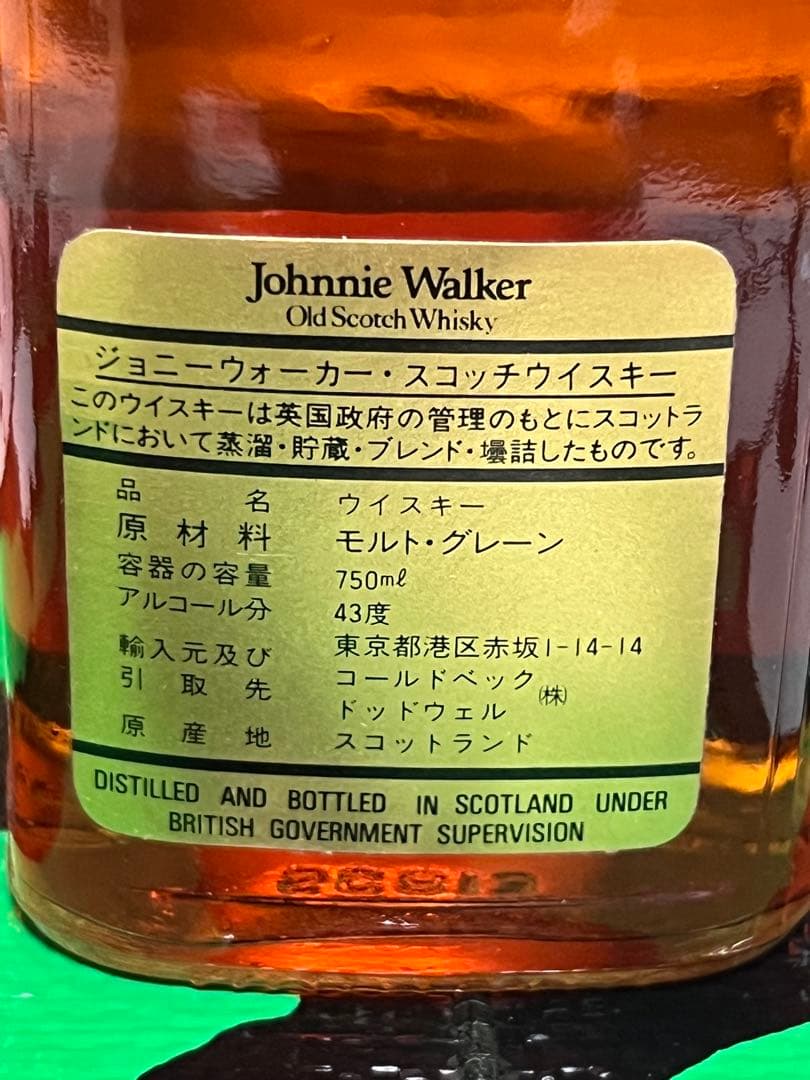 Johnnie Walker
Old Scotch Whisky
ジョニーウォーカー・スコッチウイスキー
このウイスキーは英国政府の管理のもとにスコットラ
ンドにおいて蒸溜・貯蔵・ブレンド・壜詰したものです。
品名 ウイスキー
原材料 モルト・グレーン
容器の容量 750mℓ
アルコール分 43度
輸入元及び 東京都港区赤坂1-14-14
引取先 コールドベック
ドッドウェル ㈱
原産地 スコットランド
DISTILLED AND BOTTLED IN SCOTLAND UNDER
BRITISH GOVERNMENT SUPERVISION